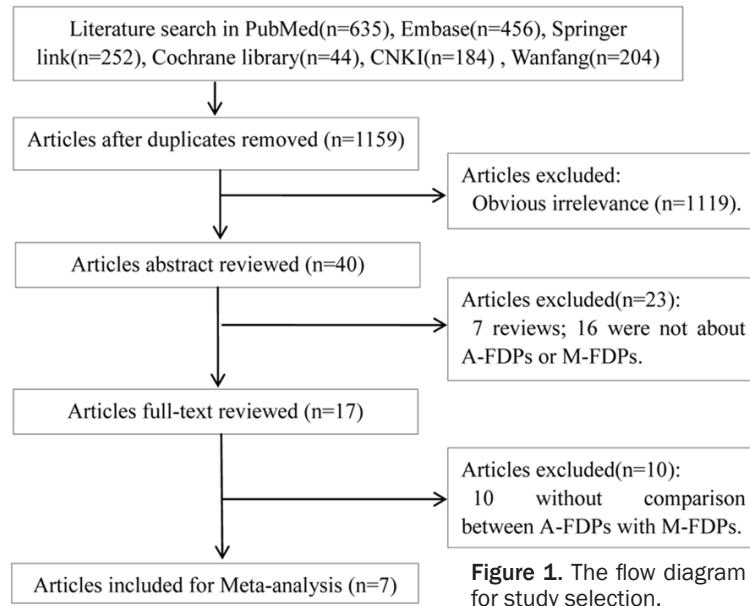 Literature search in PubMed(n=635), Embase(n=456), Springer
link(n=252), Cochrane library(n=44), CNKI(n=184) , Wanfang(n=204)
Articles after duplicates removed (n=1159)
Articles excluded:
Obvious irrelevance (n=1119).
Articles abstract reviewed (n=40)
Articles excluded(n=23):
7 reviews; 16 were not about
A-FDPs or M-FDPs.
Articles full-text reviewed (n=17)
Articles excluded(n=10):
10 without comparison
between A-FDPs with M-FDPs.
Articles included for Meta-analysis (n=7)
Figure 1. The flow diagram
for study selection.